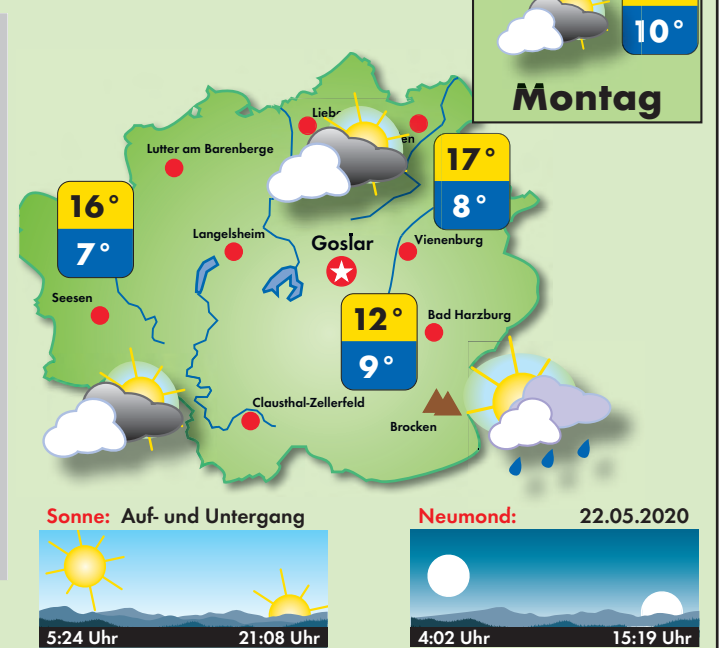 10°
Montag
Lutter am Barenberge
17°
8°
16°
7°
Langelsheim
Goslar
Vienenburg
Seesen
12°
9°
Bad Harzburg
Clausthal-Zellerfeld
Brocken
Sonne: Auf- und Untergang
5:24 Uhr 21:08 Uhr
Neumond: 22.05.2020
4:02 Uhr 15:19 Uhr